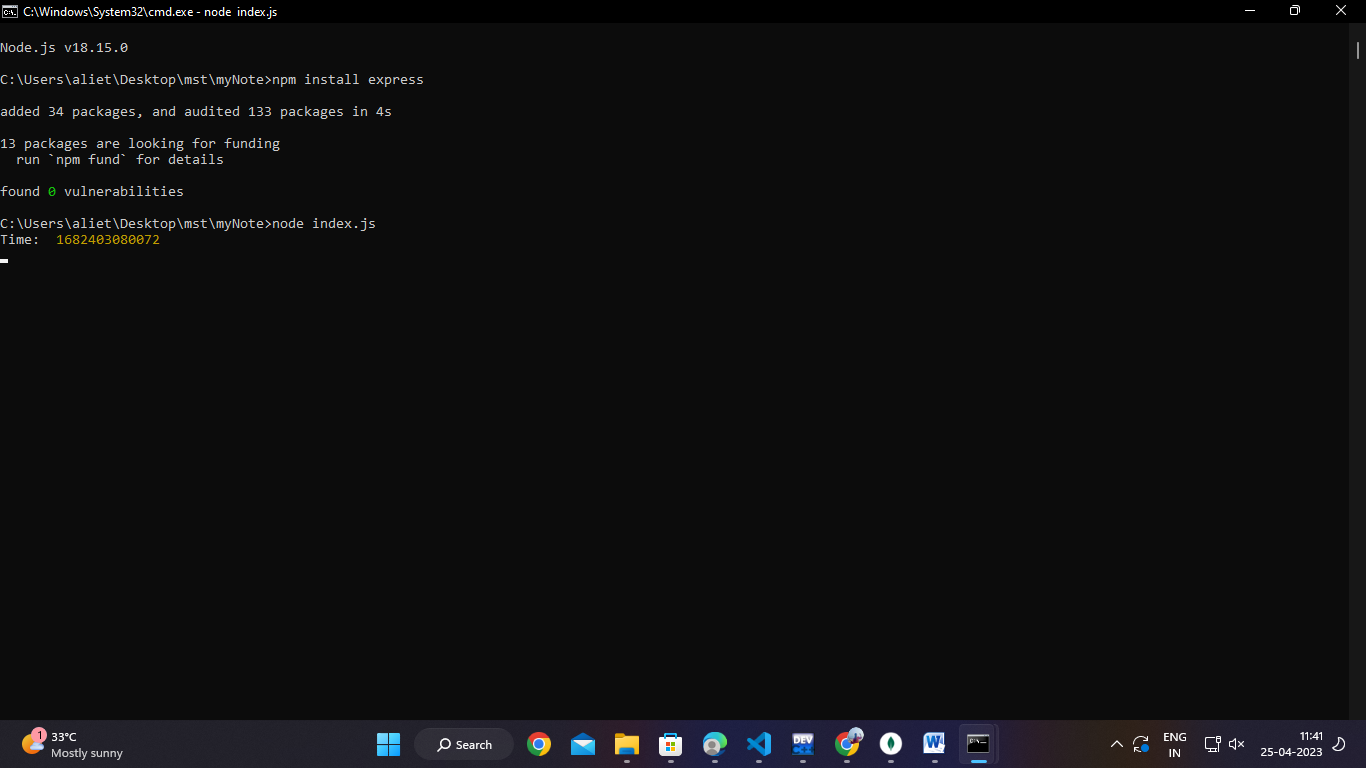 C:\Windows\System32\cmd.exe - node  index.js
Node.js v18.15.0
C:\Users\aliet\Desktop\mst\myNote>npm install express
added 34 packages, and audited 133 packages in 4s
13 packages are looking for funding
  run `npm fund` for details
found 0 vulnerabilities
C:\Users\aliet\Desktop\mst\myNote>node index.js
Time:  1682403080072
1
33°C
Mostly sunny
Search
DEV
ENG
IN
11:41
25-04-2023